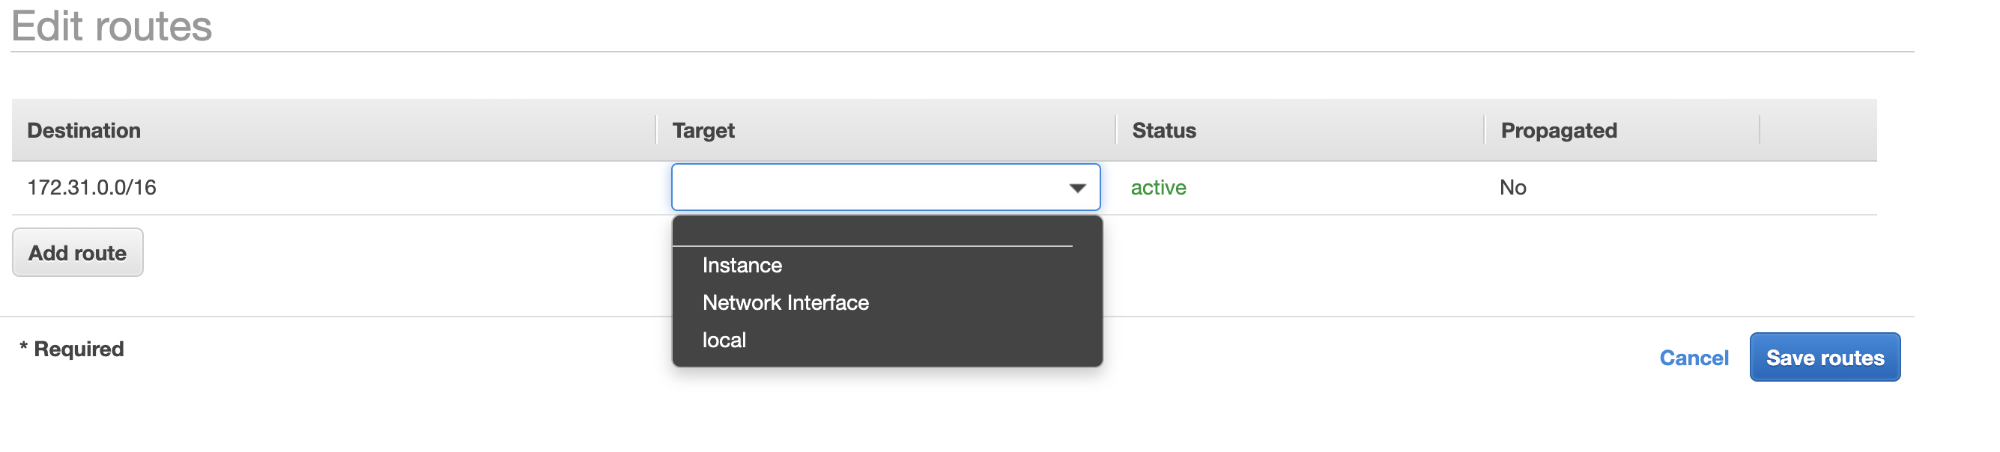 Edit routes
Destination Target Status Propagated
172.31.0.0/16 active No
Add route
Instance
Network Interface
local
* Required
Cancel Save routes